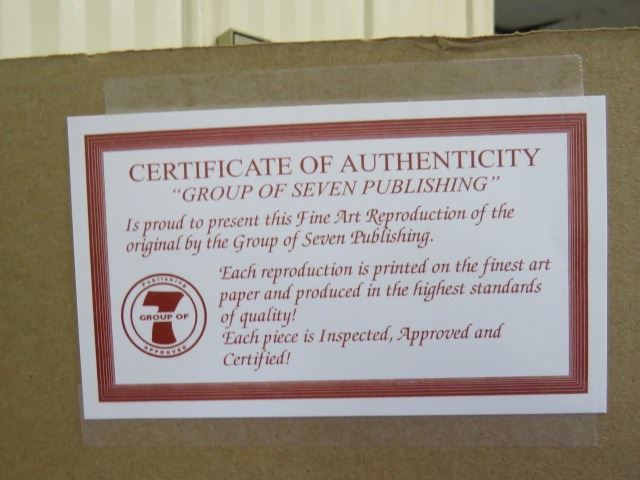 CERTIFICATE OF AUTHENTICITY
"GROUP OF SEVEN PUBLISHING"
Is proud to present this Fine Art Reproduction of the
original by the Group of Seven Publishing.
Each reproduction is printed on the finest art
paper and produced in the highest standards
of quality!
Each piece is Inspected, Approved and
Certified!
Publishing
7
GROUP OF
APPROVED